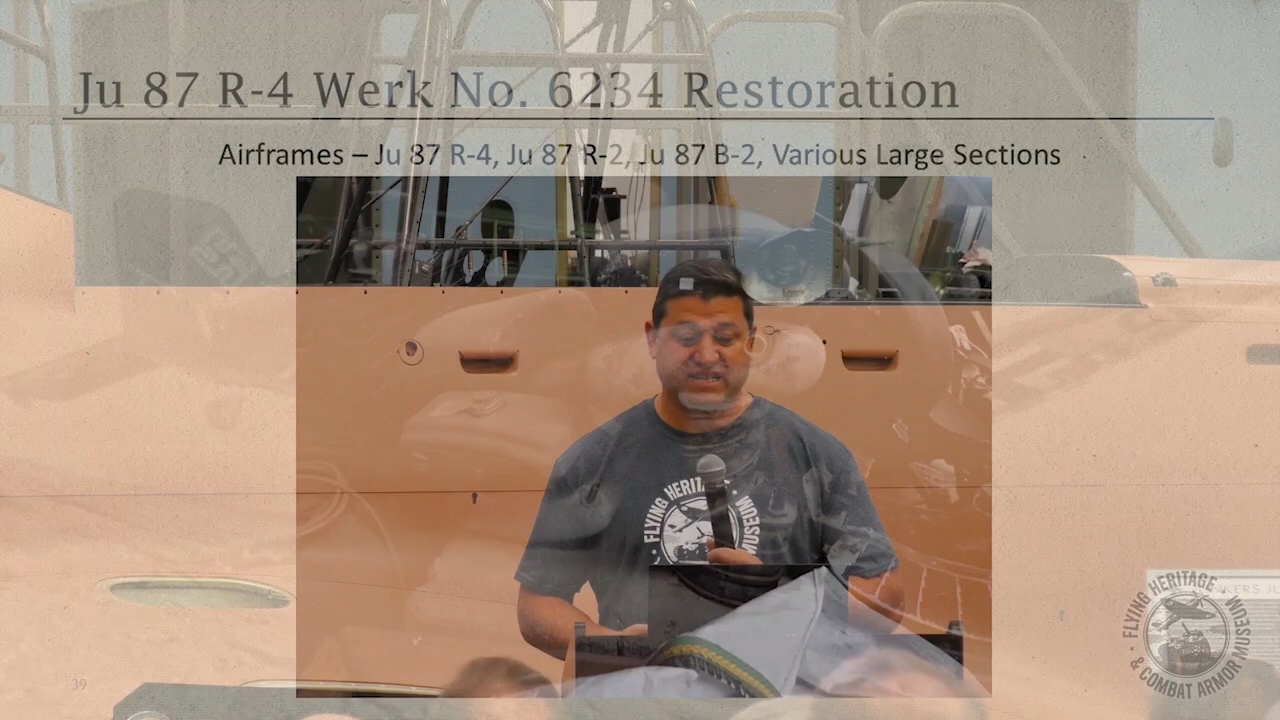 Ju 87 R-4 Werk No. 6234 Restoration
Airframes – Ju 87 R-4, Ju 87 R-2, Ju 87 B-2, Various Large Sections
FLYING HERITAGE
MUSEUM
39
FLYING HERITAGE
& COMBAT ARMOR MUSEUM